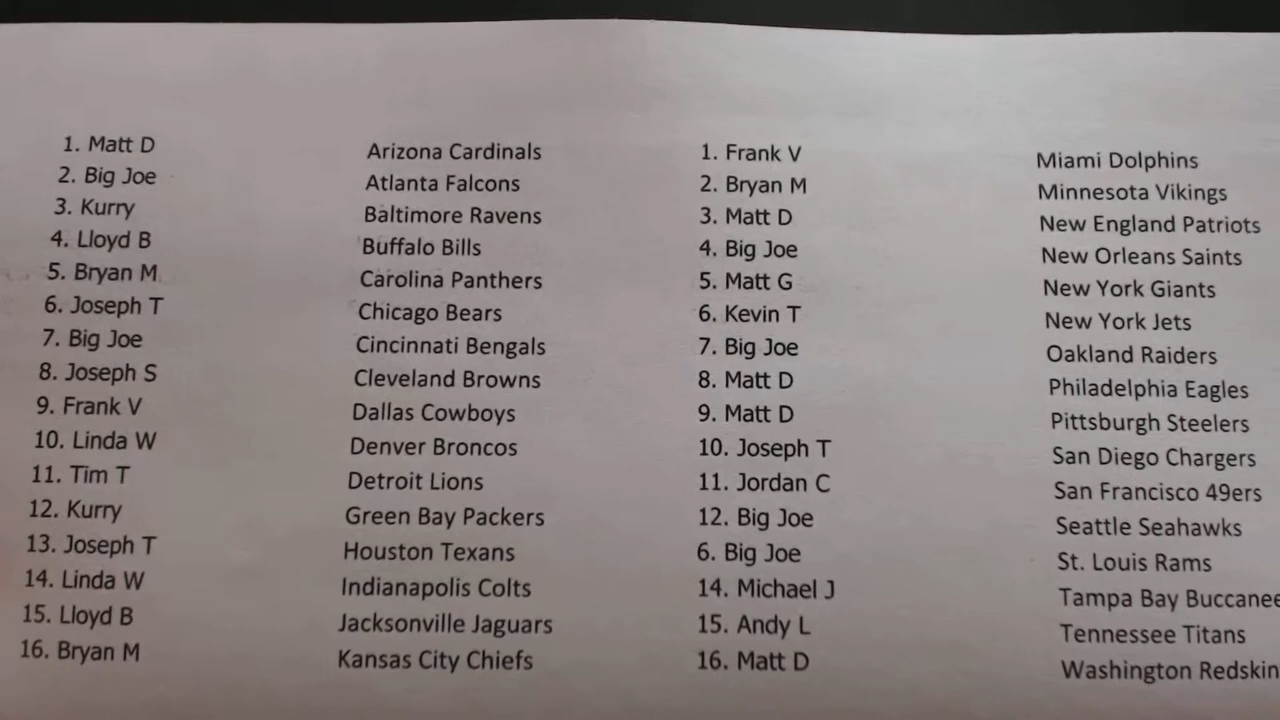 1. Matt D Arizona Cardinals 1. Frank V Miami Dolphins
2. Big Joe Atlanta Falcons 2. Bryan M Minnesota Vikings
3. Kurry Baltimore Ravens 3. Matt D New England Patriots
4. Lloyd B Buffalo Bills 4. Big Joe New Orleans Saints
5. Bryan M Carolina Panthers 5. Matt G New York Giants
6. Joseph T Chicago Bears 6. Kevin T New York Jets
7. Big Joe Cincinnati Bengals 7. Big Joe Oakland Raiders
8. Joseph S Cleveland Browns 8. Matt D Philadelphia Eagles
9. Frank V Dallas Cowboys 9. Matt D Pittsburgh Steelers
10. Linda W Denver Broncos 10. Joseph T San Diego Chargers
11. Tim T Detroit Lions 11. Jordan C San Francisco 49ers
12. Kurry Green Bay Packers 12. Big Joe Seattle Seahawks
13. Joseph T Houston Texans 6. Big Joe St. Louis Rams
14. Linda W Indianapolis Colts 14. Michael J Tampa Bay Buccanee
15. Lloyd B Jacksonville Jaguars 15. Andy L Tennessee Titans
16. Bryan M Kansas City Chiefs 16. Matt D Washington Redskin